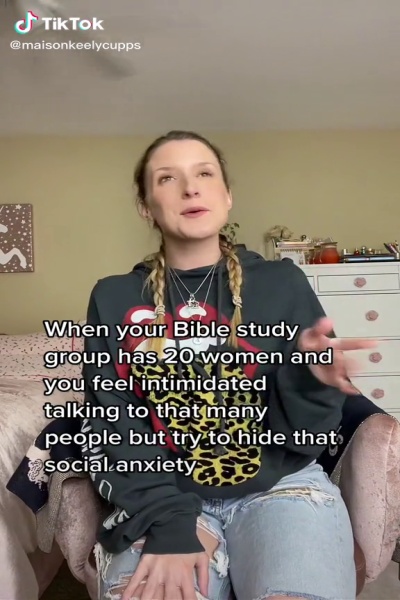 TikTok
@maisonkeelycupps
When your Bible study
group has 20 women and
you feel intimidated
talking to that many
people but try to hide that
social anxiety